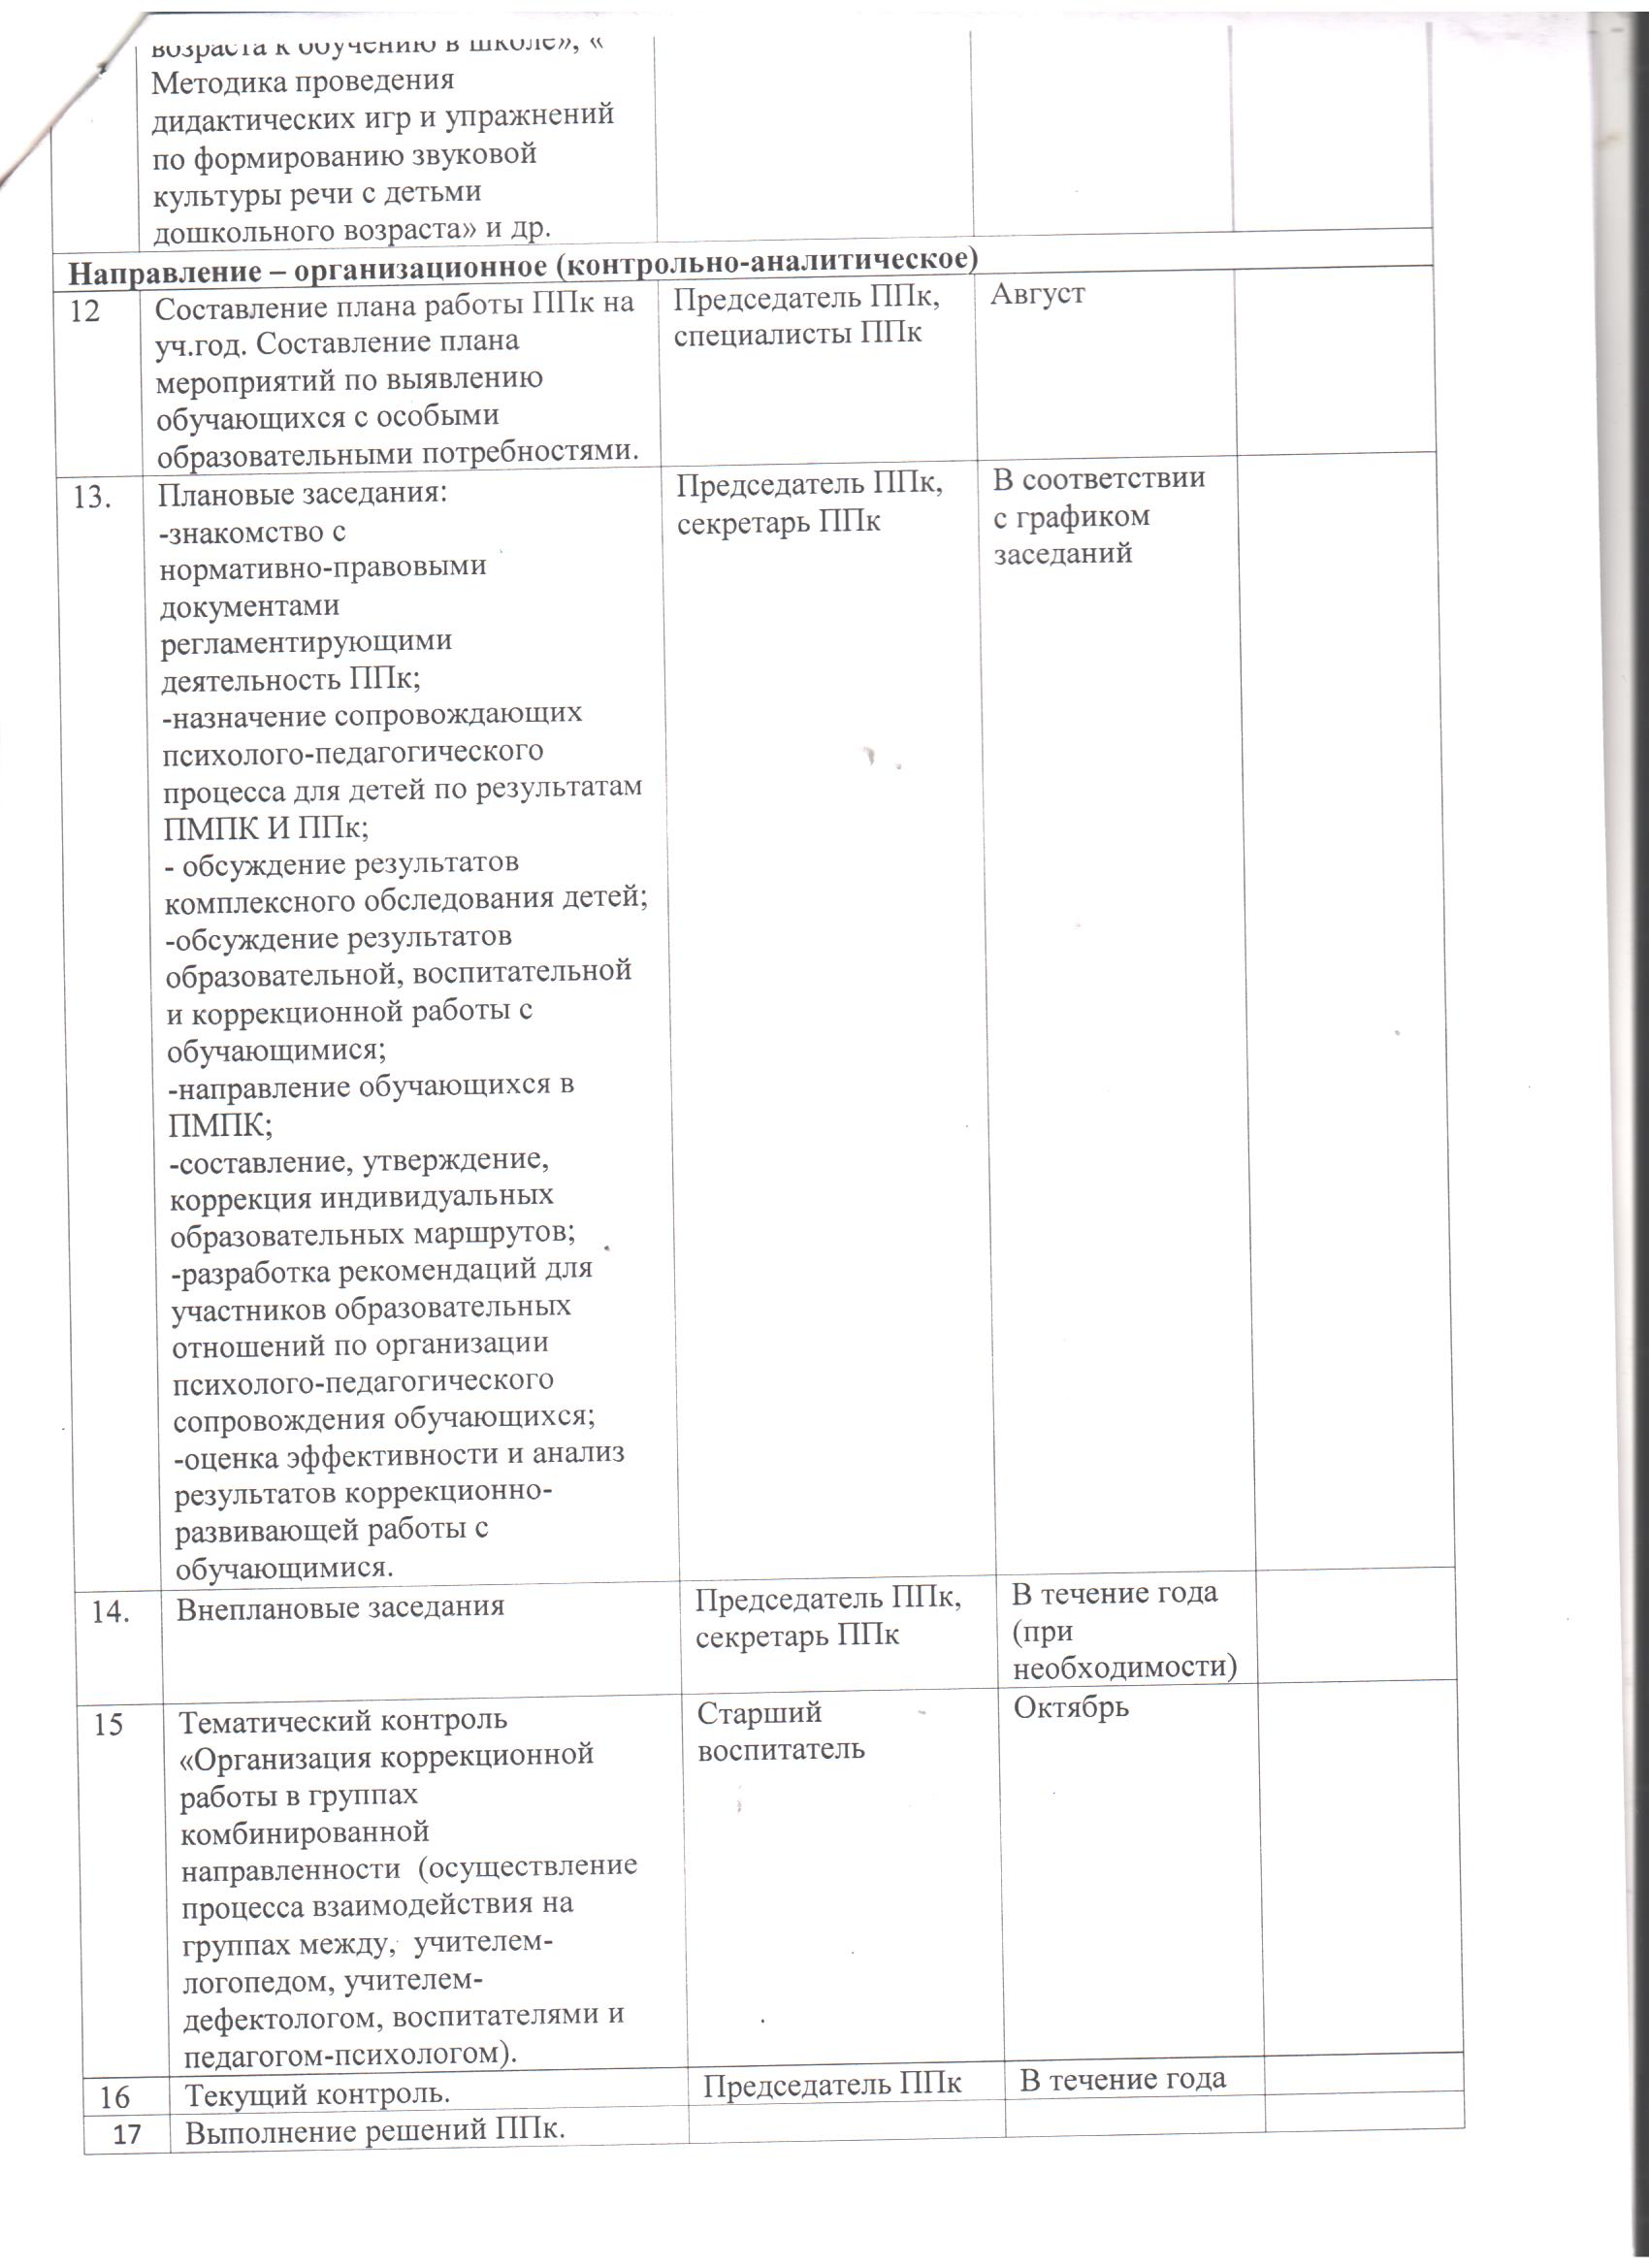 возраста к обучению в школе», «
Методика проведения
дидактических игр и упражнений
по формированию звуковой
культуры речи с детьми
дошкольного возраста» и др.
Направление – организационное (контрольно-аналитическое)
12
Составление плана работы ППк на
уч.год. Составление плана
мероприятий по выявлению
обучающихся с особыми
образовательными потребностями.
Председатель ППк,
специалисты ППк
Август
13.
Плановые заседания:
-знакомство с
нормативно-правовыми
документами
регламентирующими
деятельность ППк;
-назначение сопровождающих
психолого-педагогического
процесса для детей по результатам
ПМПК И ППк;
- обсуждение результатов
комплексного обследования детей;
-обсуждение результатов
образовательной, воспитательной
и коррекционной работы с
обучающимися;
-направление обучающихся в
ПМПК;
-составление, утверждение,
коррекция индивидуальных
образовательных маршрутов;
-разработка рекомендаций для
участников образовательных
отношений по организации
психолого-педагогического
сопровождения обучающихся;
-оценка эффективности и анализ
результатов коррекционно-
развивающей работы с
обучающимися.
Председатель ППк,
секретарь ППк
В соответствии
с графиком
заседаний
14.
Внеплановые заседания
Председатель ППк,
секретарь ППк
В течение года
(при
необходимости)
15
Тематический контроль
«Организация коррекционной
работы в группах
комбинированной
направленности (осуществление
процесса взаимодействия на
группах между, учителем-
логопедом, учителем-
дефектологом, воспитателями и
педагогом-психологом).
Старший
воспитатель
Октябрь
16
Текущий контроль.
Председатель ППк
В течение года
17
Выполнение решений ППк.